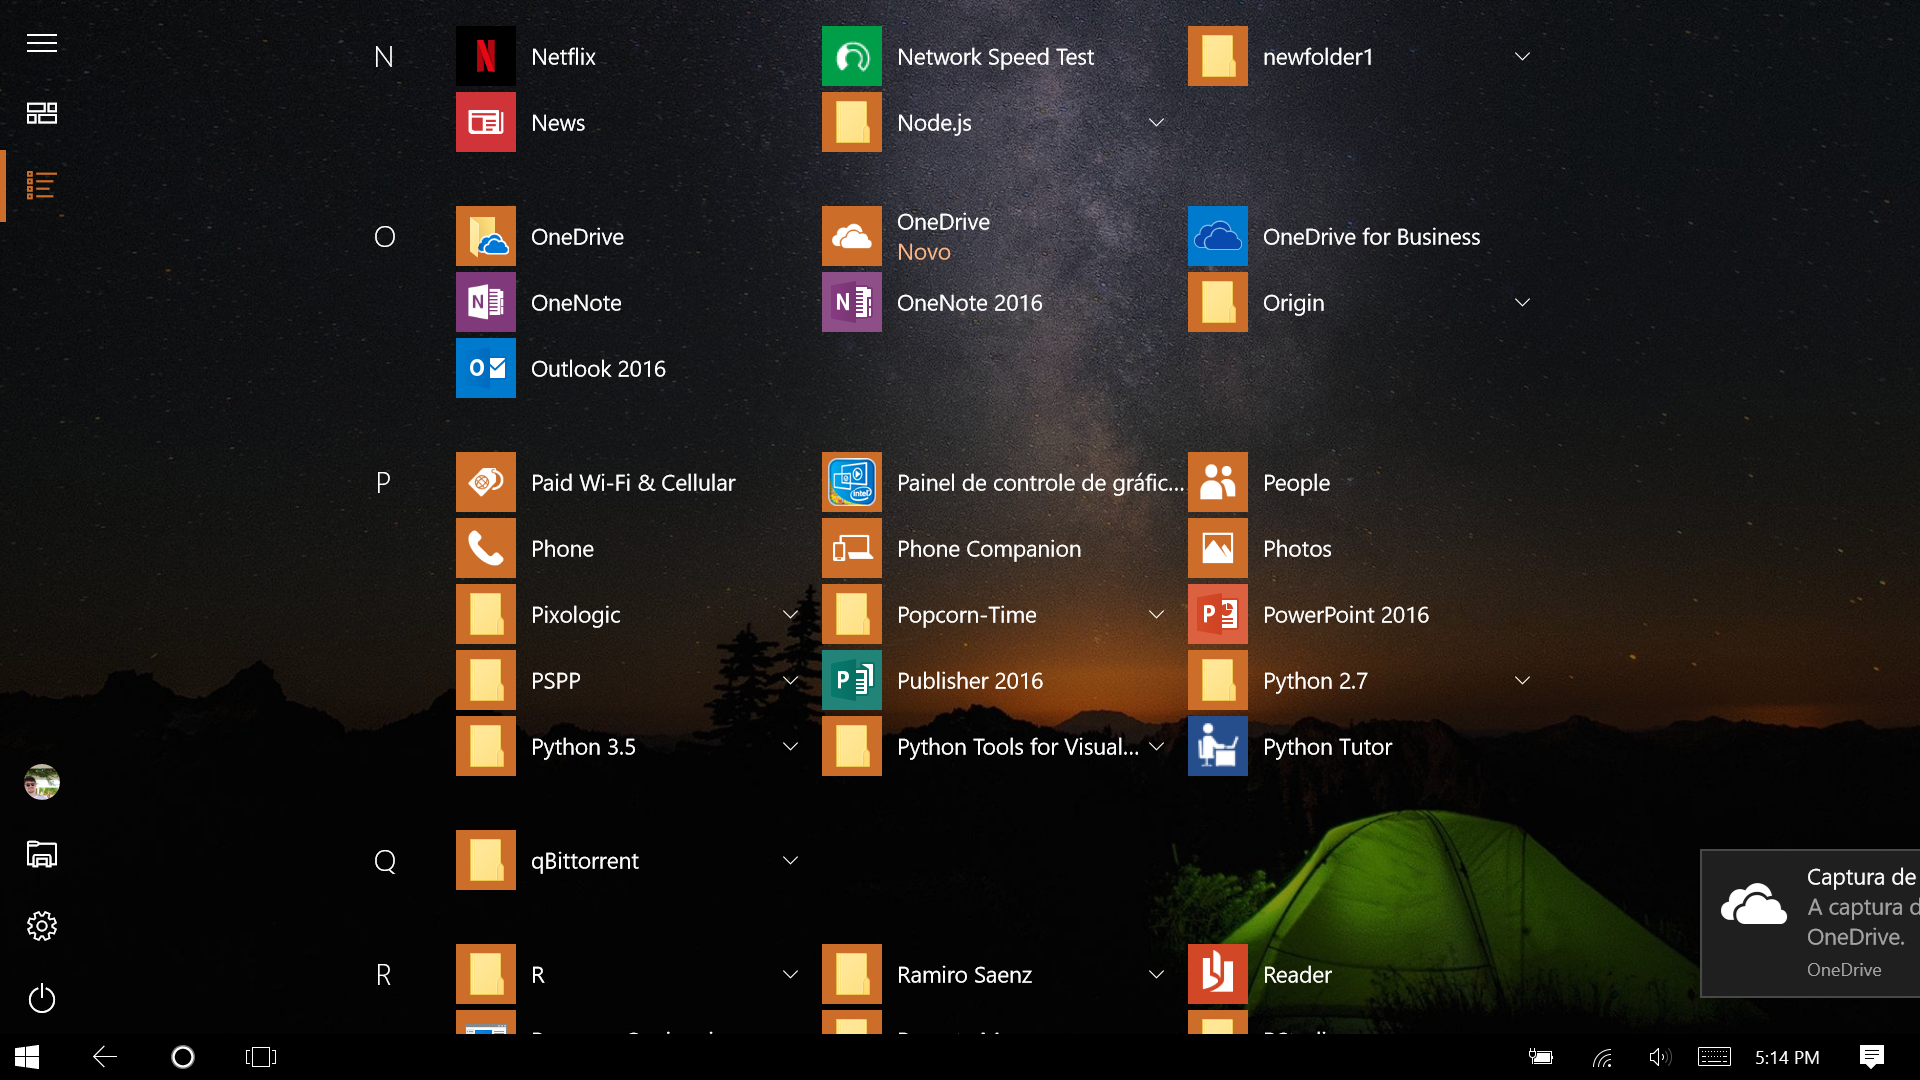 N
Netflix
Network Speed Test
newfolder1
News
Node.js
O
OneDrive
OneDrive
Novo
OneDrive for Business
OneNote
OneNote 2016
Origin
Outlook 2016
P
Paid Wi-Fi & Cellular
Painel de controle de gráfic...
People
Phone
Phone Companion
Photos
Pixologic
Popcorn-Time
PowerPoint 2016
PSPP
Publisher 2016
Python 2.7
Python 3.5
Python Tools for Visual...
Python Tutor
Q
qBittorrent
R
R
Ramiro Saenz
Reader
Captura de
A captura d
OneDrive.
OneDrive
5:14 PM